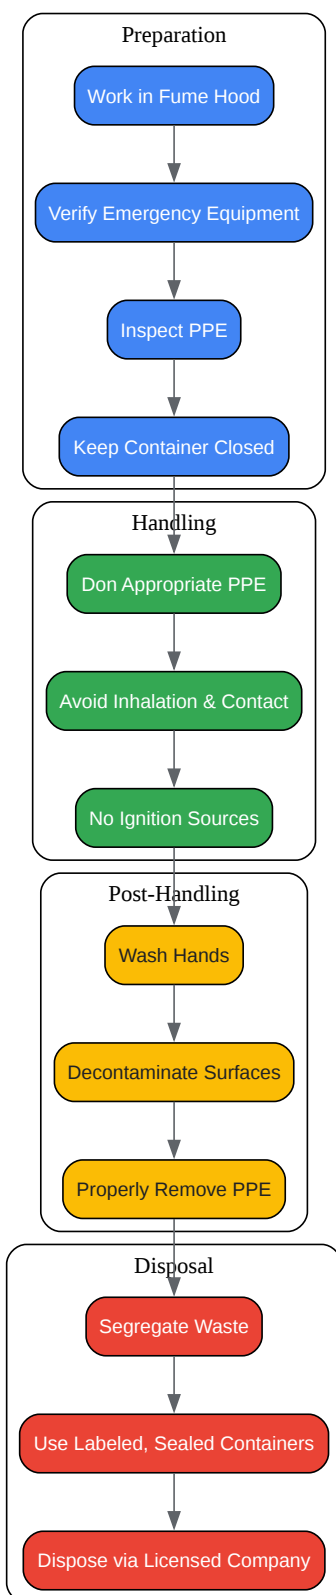 Preparation
Work in Fume Hood
Verify Emergency Equipment
Inspect PPE
Keep Container Closed
Handling
Don Appropriate PPE
Avoid Inhalation & Contact
No Ignition Sources
Post-Handling
Wash Hands
Decontaminate Surfaces
Properly Remove PPE
Disposal
Segregate Waste
Use Labeled, Sealed Containers
Dispose via Licensed Company